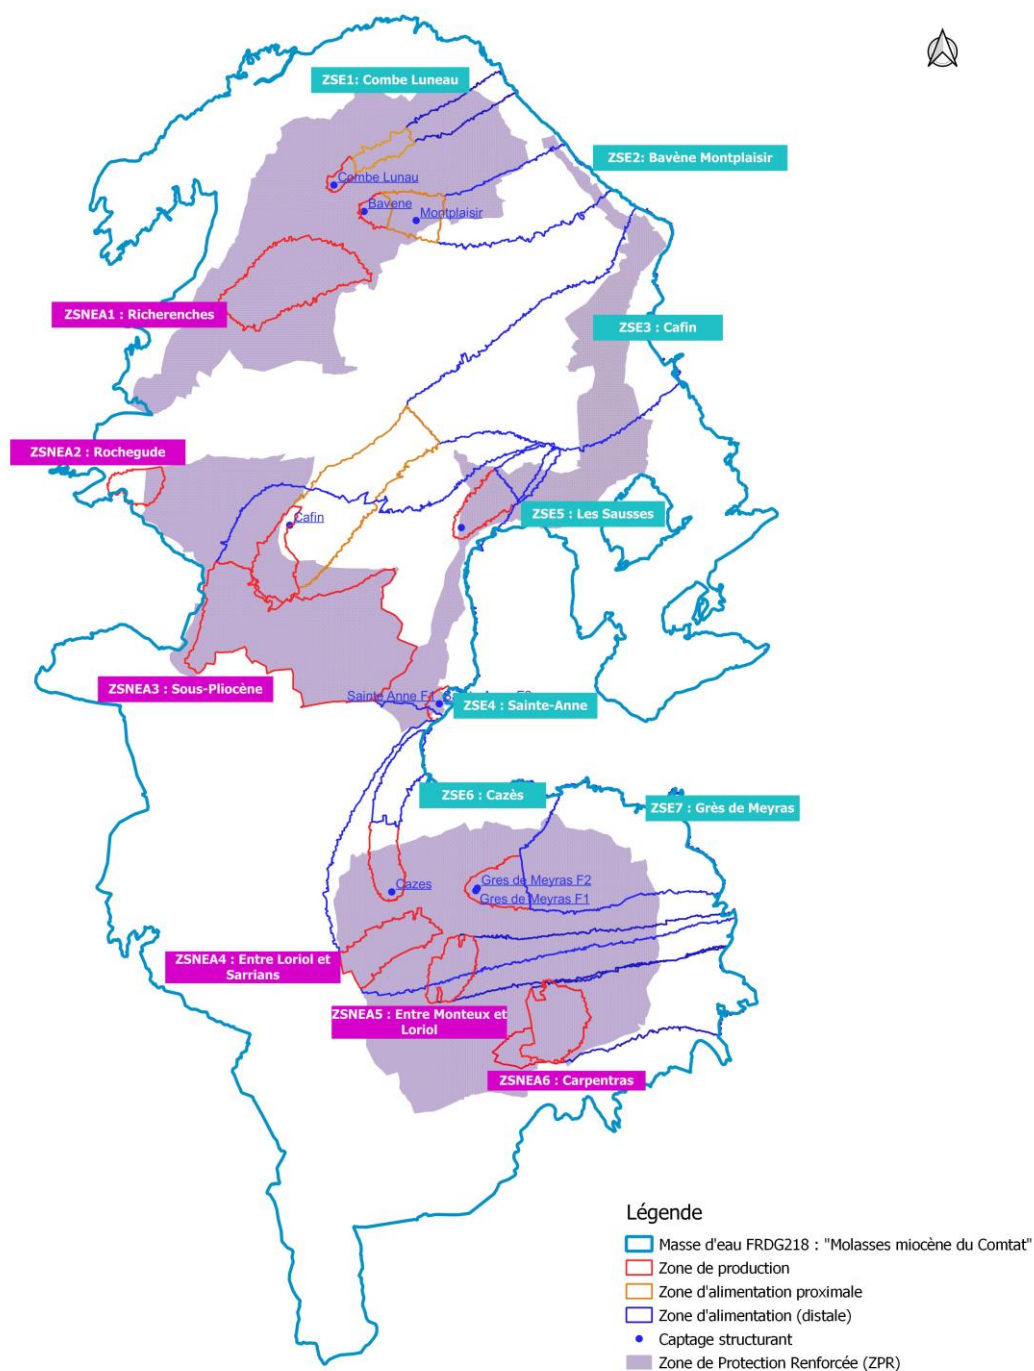 ZSE1: Combe Luneau
ZSE2: Bavène Montplaisir
Combe Lunau
Bavene
Montplaisir
ZSNEA1 : Richerenches
ZSE3 : Cafin
ZSNEA2 : Rochegude
Cafin
ZSE5 : Les Sausses
ZSNEA3 : Sous-Pliocène
Sainte Anne F1
ZSE4 : Sainte-Anne
ZSE6 : Cazès
ZSE7 : Grès de Meyras
Cazes
Gres de Meyras F2
Gres de Meyras F1
ZSNEA4 : Entre Loriol et
Sarrians
ZSNEA5 : Entre Monteux et
Loriol
ZSNEA6 : Carpentras
Légende
Masse d'eau FRDG218 : "Molasses miocène du Comtat"
Zone de production
Zone d'alimentation proximale
Zone d'alimentation (distale)
Captage structurant
Zone de Protection Renforcée (ZPR)